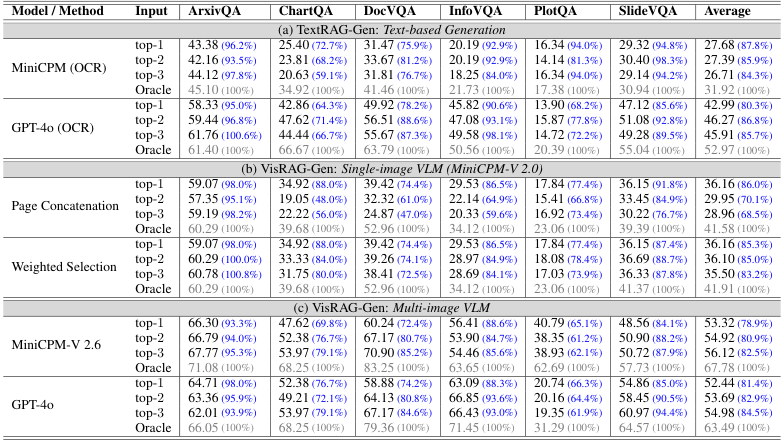 Model / Method Input ArxivQA ChartQA DocVQA InfoVQA PlotQA SlideVQA Average
(a) TextRAG-Gen: Text-based Generation
MiniCPM (OCR)
top-1 43.38 (96.2%) 25.40 (72.7%) 31.47 (75.9%) 20.19 (92.9%) 16.34 (94.0%) 29.32 (94.8%) 27.68 (87.8%)
top-2 42.16 (93.5%) 23.81 (68.2%) 33.67 (81.2%) 20.19 (92.9%) 14.14 (81.3%) 30.40 (98.3%) 27.39 (85.9%)
top-3 44.12 (97.8%) 20.63 (59.1%) 31.81 (76.7%) 18.25 (84.0%) 16.34 (94.0%) 29.14 (94.2%) 26.71 (84.3%)
Oracle 45.10 (100%) 34.92 (100%) 41.46 (100%) 21.73 (100%) 17.38 (100%) 30.94 (100%) 31.92 (100%)
GPT-4o (OCR)
top-1 58.33 (95.0%) 42.86 (64.3%) 49.92 (78.2%) 45.82 (90.6%) 13.90 (68.2%) 47.12 (85.6%) 42.99 (80.3%)
top-2 59.44 (96.8%) 47.62 (71.4%) 56.51 (88.6%) 47.08 (93.1%) 15.87 (77.8%) 51.08 (92.8%) 46.27 (86.8%)
top-3 61.76 (100.6%) 44.44 (66.7%) 55.67 (87.3%) 49.58 (98.1%) 14.72 (72.2%) 49.28 (89.5%) 45.91 (85.7%)
Oracle 61.40 (100%) 66.67 (100%) 63.79 (100%) 50.56 (100%) 20.39 (100%) 55.04 (100%) 52.97 (100%)
(b) VisRAG-Gen: Single-image VLM (MiniCPM-V 2.0)
Page Concatenation
top-1 59.07 (98.0%) 34.92 (88.0%) 39.42 (74.4%) 29.53 (86.5%) 17.84 (77.4%) 36.15 (91.8%) 36.16 (86.0%)
top-2 57.35 (95.1%) 19.05 (48.0%) 32.32 (61.0%) 22.14 (64.9%) 15.41 (66.8%) 33.45 (84.9%) 29.95 (70.1%)
top-3 59.19 (98.2%) 22.22 (56.0%) 24.87 (47.0%) 20.33 (59.6%) 16.92 (73.4%) 30.22 (76.7%) 28.96 (68.5%)
Oracle 60.29 (100%) 39.68 (100%) 52.96 (100%) 34.12 (100%) 23.06 (100%) 39.39 (100%) 41.58 (100%)
Weighted Selection
top-1 59.07 (98.0%) 34.92 (88.0%) 39.42 (74.4%) 29.53 (86.5%) 17.84 (77.4%) 36.15 (87.4%) 36.16 (85.3%)
top-2 60.29 (100.0%) 33.33 (84.0%) 39.26 (74.1%) 28.97 (84.9%) 18.08 (78.4%) 36.69 (88.7%) 36.10 (85.0%)
top-3 60.78 (100.8%) 31.75 (80.0%) 38.41 (72.5%) 28.69 (84.1%) 17.03 (73.9%) 36.33 (87.8%) 35.50 (83.2%)
Oracle 60.29 (100%) 39.68 (100%) 52.96 (100%) 34.12 (100%) 23.06 (100%) 41.37 (100%) 41.91 (100%)
(c) VisRAG-Gen: Multi-image VLM
MiniCPM-V 2.6
top-1 66.30 (93.3%) 47.62 (69.8%) 60.24 (72.4%) 56.41 (88.6%) 40.79 (65.1%) 48.56 (84.1%) 53.32 (78.9%)
top-2 66.79 (94.0%) 52.38 (76.7%) 67.17 (80.7%) 53.90 (84.7%) 38.35 (61.2%) 50.90 (88.2%) 54.92 (80.9%)
top-3 67.77 (95.3%) 53.97 (79.1%) 70.90 (85.2%) 54.46 (85.6%) 38.93 (62.1%) 50.72 (87.9%) 56.12 (82.5%)
Oracle 71.08 (100%) 68.25 (100%) 83.25 (100%) 63.65 (100%) 62.69 (100%) 57.73 (100%) 67.78 (100%)
GPT-4o
top-1 64.71 (98.0%) 52.38 (76.7%) 58.88 (74.2%) 63.09 (88.3%) 20.74 (66.3%) 54.86 (85.0%) 52.44 (81.4%)
top-2 63.36 (95.9%) 49.21 (72.1%) 64.13 (80.8%) 66.85 (93.6%) 20.16 (64.4%) 58.45 (90.5%) 53.69 (82.9%)
top-3 62.01 (93.9%) 53.97 (79.1%) 67.17 (84.6%) 66.43 (93.0%) 19.35 (61.9%) 60.97 (94.4%) 54.98 (84.5%)
Oracle 66.05 (100%) 68.25 (100%) 79.36 (100%) 71.45 (100%) 31.29 (100%) 64.57 (100%) 63.49 (100%)